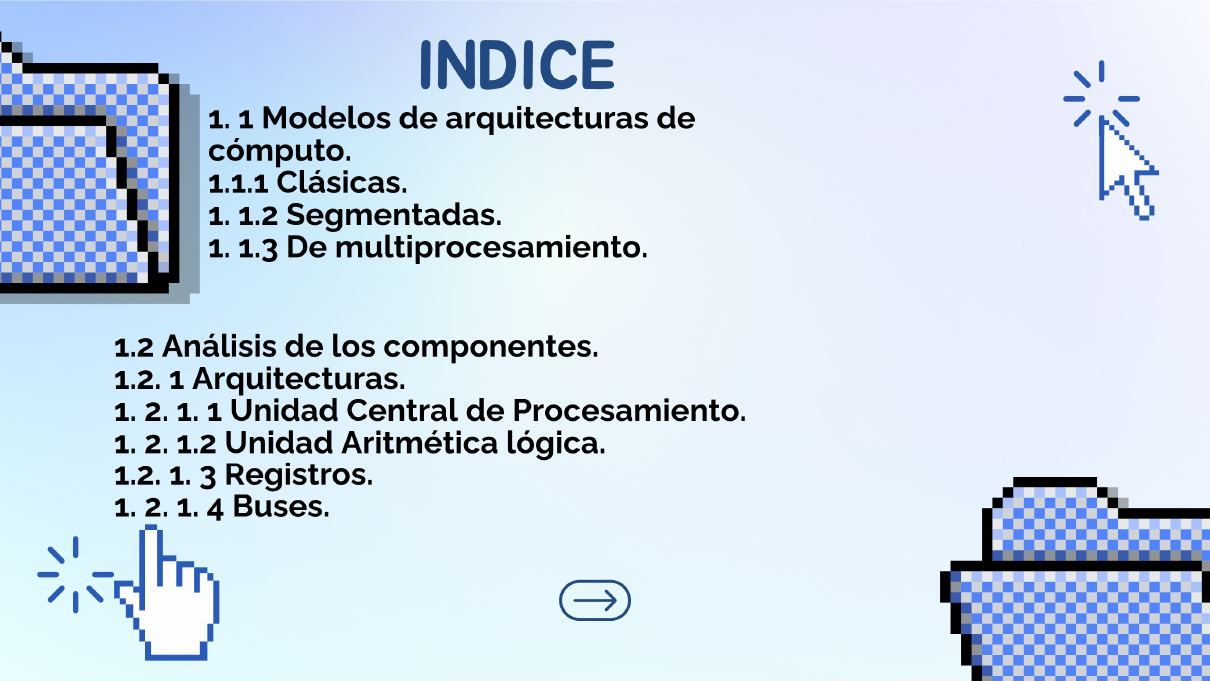 INDICE
1. 1 Modelos de arquitecturas de
cómputo.
1.1.1 Clásicas.
1. 1.2 Segmentadas.
1. 1.3 De multiprocesamiento.
1.2 Análisis de los componentes.
1.2. 1 Arquitecturas.
1. 2. 1. 1 Unidad Central de Procesamiento.
1. 2. 1.2 Unidad Aritmética lógica.
1.2. 1. 3 Registros.
1. 2. 1. 4 Buses.